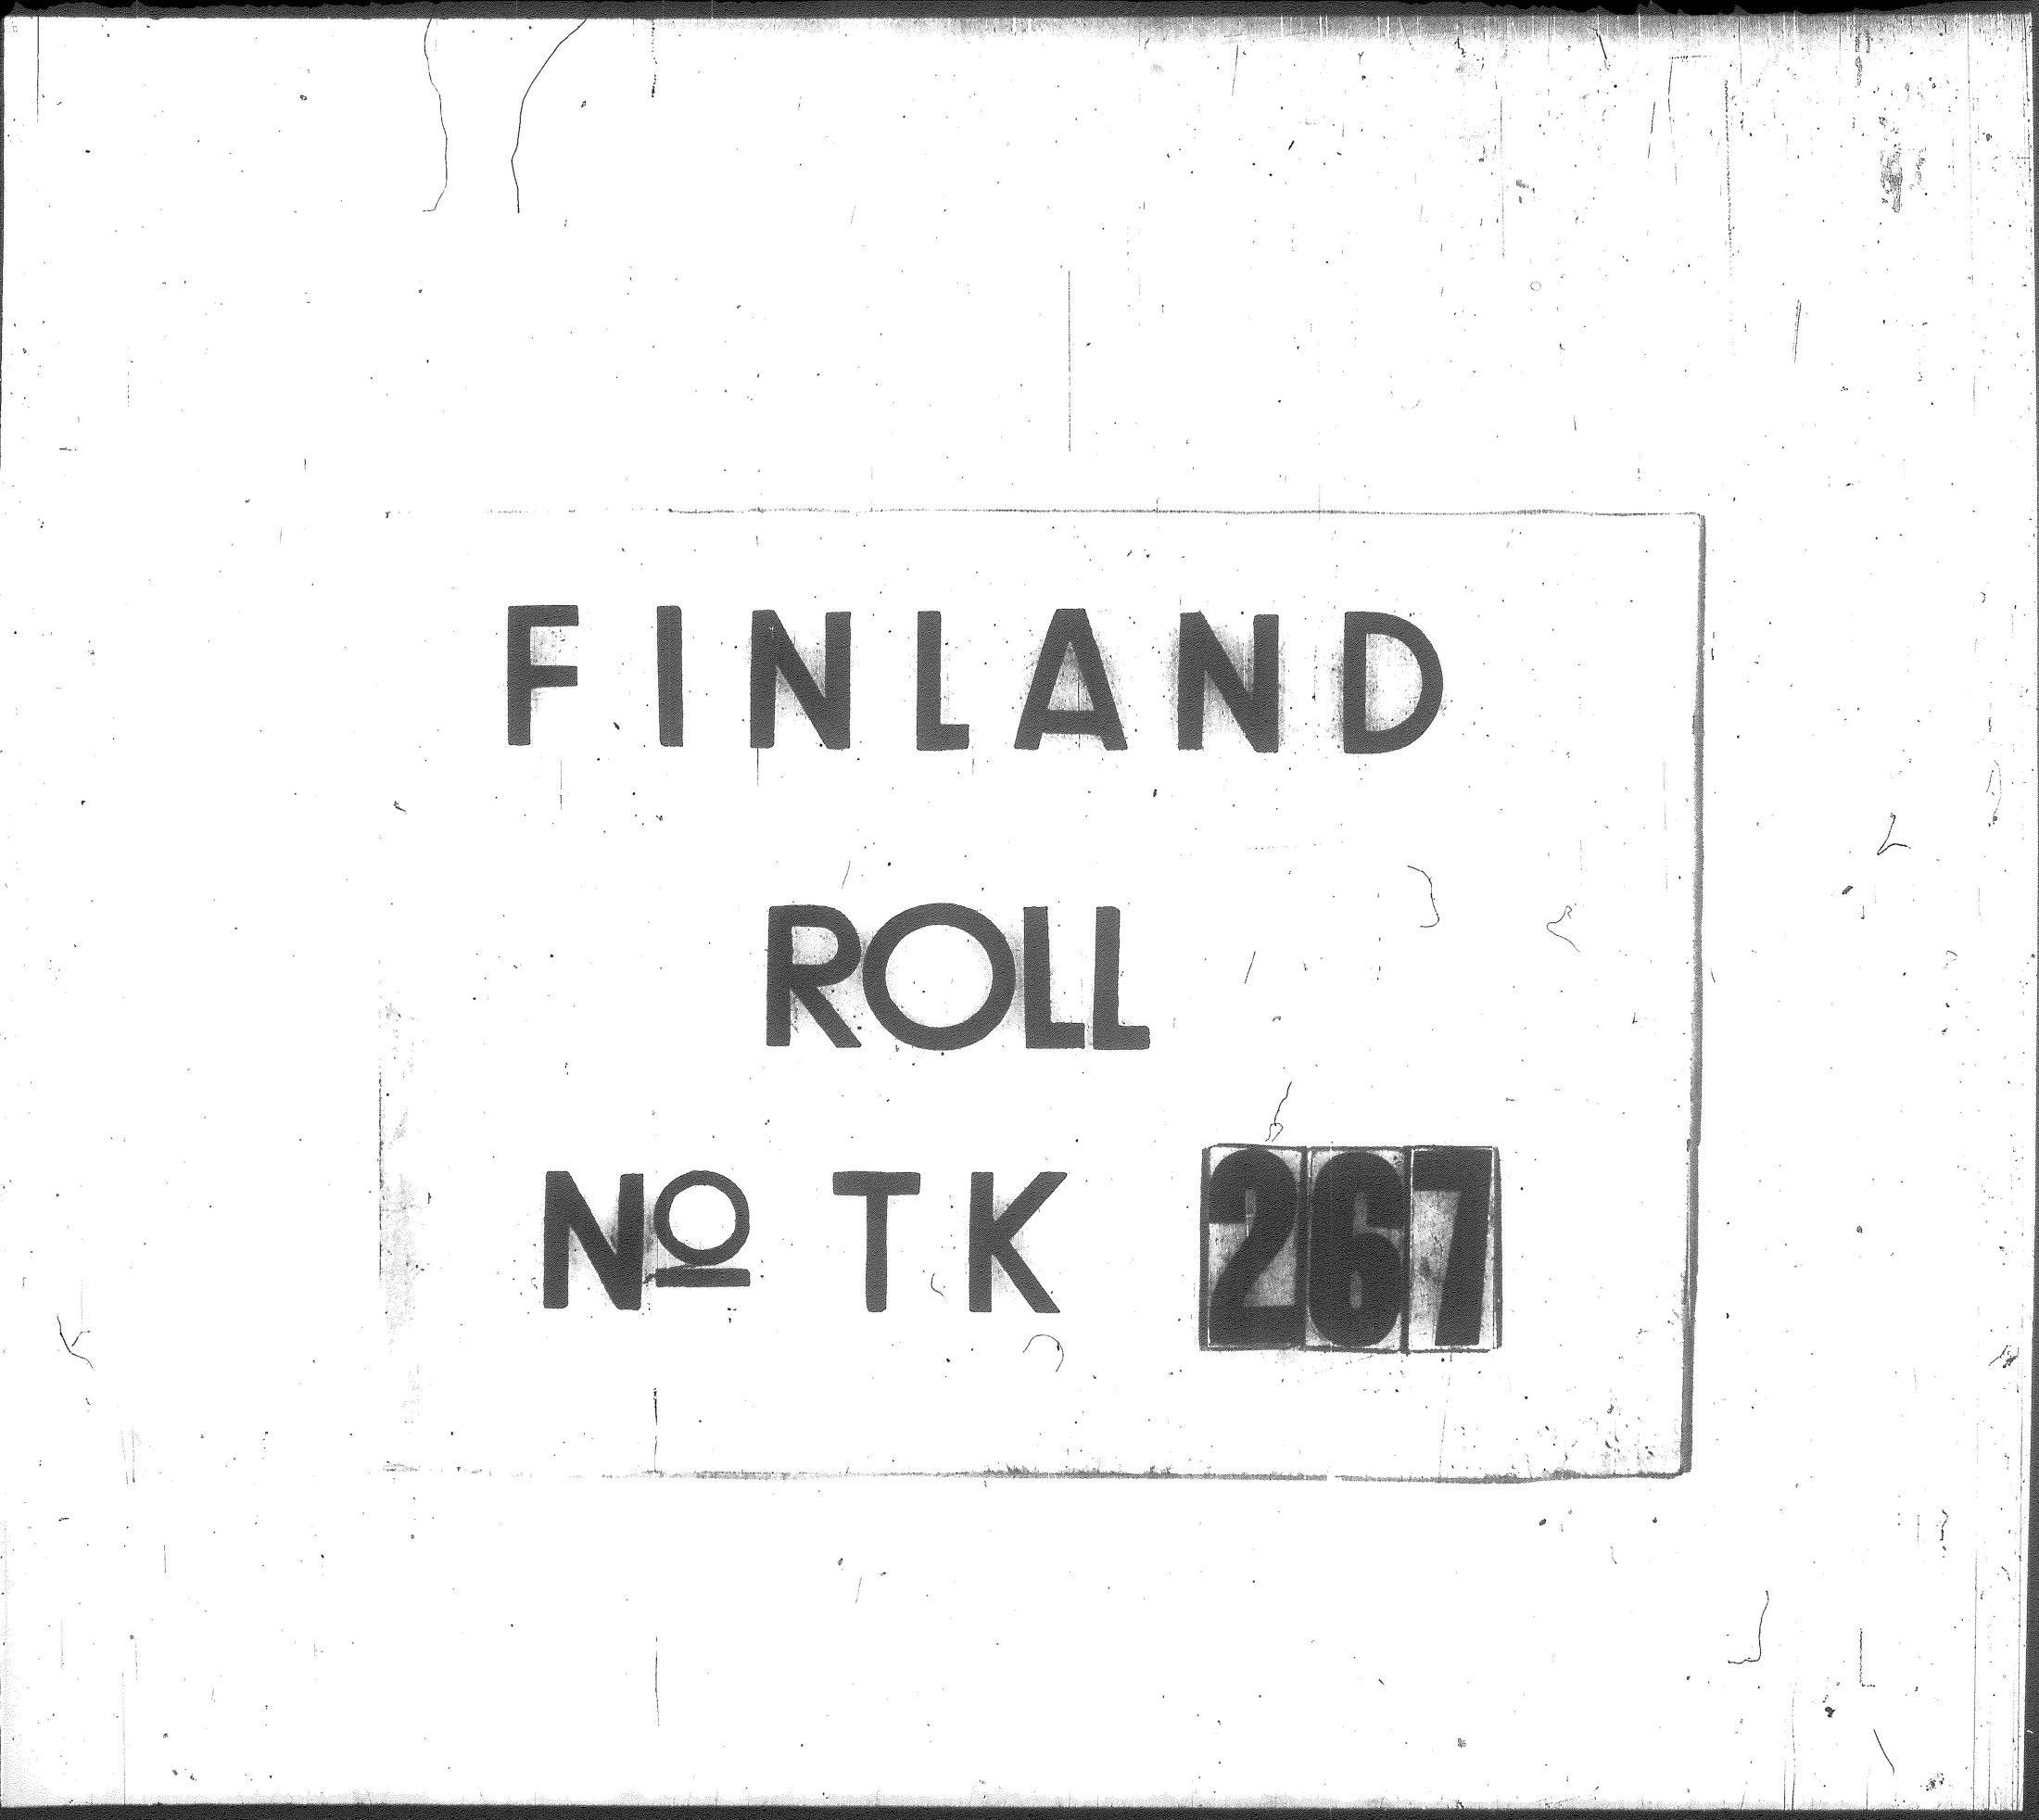 FINLAND
ROLL
Nº TK 267